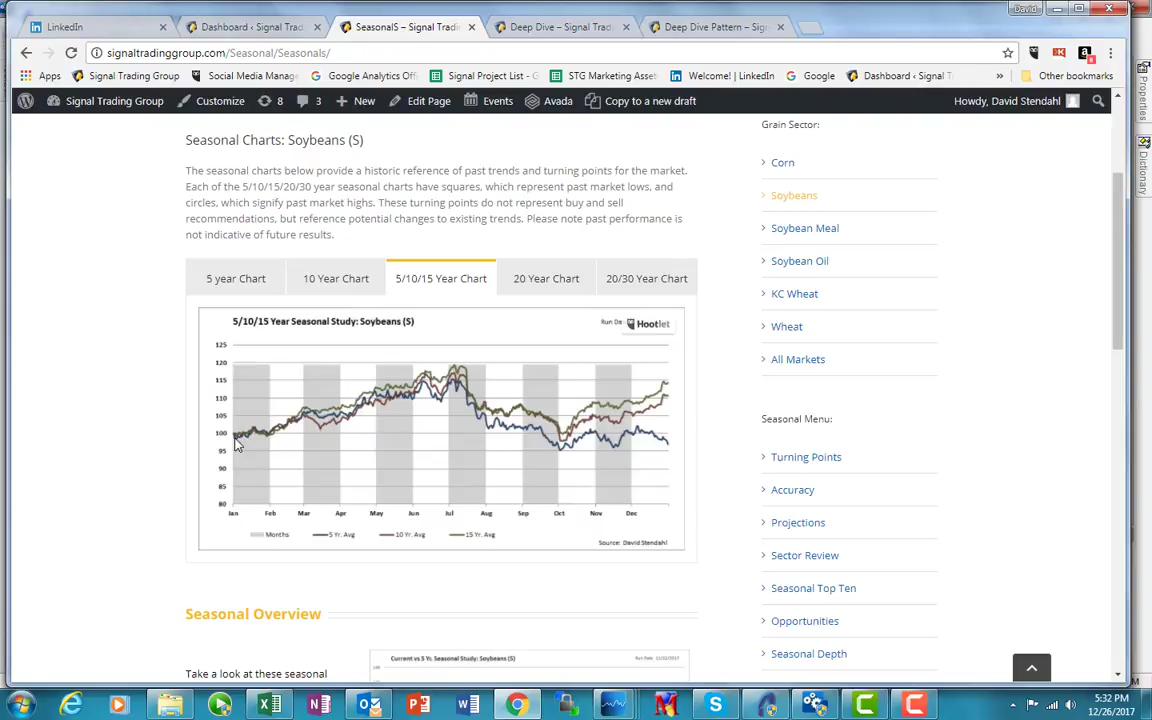 David
LinkedIn
Dashboard ‹ Signal Trad
SeasonalS – Signal Tradi
Deep Dive – Signal Tradi
Deep Dive Pattern – Sign
signaltradinggroup.com/Seasonal/Seasonals/
Apps
Signal Trading Group
Social Media Manage
Google Analytics Offi
Signal Project List - G
STG Marketing Asset
Welcome! | LinkedIn
Google
Dashboard ‹ Signal T
»
Other bookmarks
Signal Trading Group
Customize
8
3
New
Edit Page
Events
Avada
Copy to a new draft
Howdy, David Stendahl
Properties
Dictionary
Seasonal Charts: Soybeans (S)
The seasonal charts below provide a historic reference of past trends and turning points for the market.
Each of the 5/10/15/20/30 year seasonal charts have squares, which represent past market lows, and
circles, which signify past market highs. These turning points do not represent buy and sell
recommendations, but reference potential changes to existing trends. Please note past performance is
not indicative of future results.
5 year Chart
10 Year Chart
5/10/15 Year Chart
20 Year Chart
20/30 Year Chart
5/10/15 Year Seasonal Study: Soybeans (S)
Run Da
Hootlet
125
120
115
110
105
100
95
90
85
80
Jan Feb Mar Apr May Jun Jul Aug Sep Oct Nov Dec
Months 5 Yr. Avg 10 Yr. Avg 15 Yr. Avg
Source: David Stendahl
Seasonal Overview
Take a look at these seasonal
Current vs 5 Yr. Seasonal Study: Soybeans (S)
Grain Sector:
Corn
Soybeans
Soybean Meal
Soybean Oil
KC Wheat
Wheat
All Markets
Seasonal Menu:
Turning Points
Accuracy
Projections
Sector Review
Seasonal Top Ten
Opportunities
Seasonal Depth
5:32 PM
12/26/2017